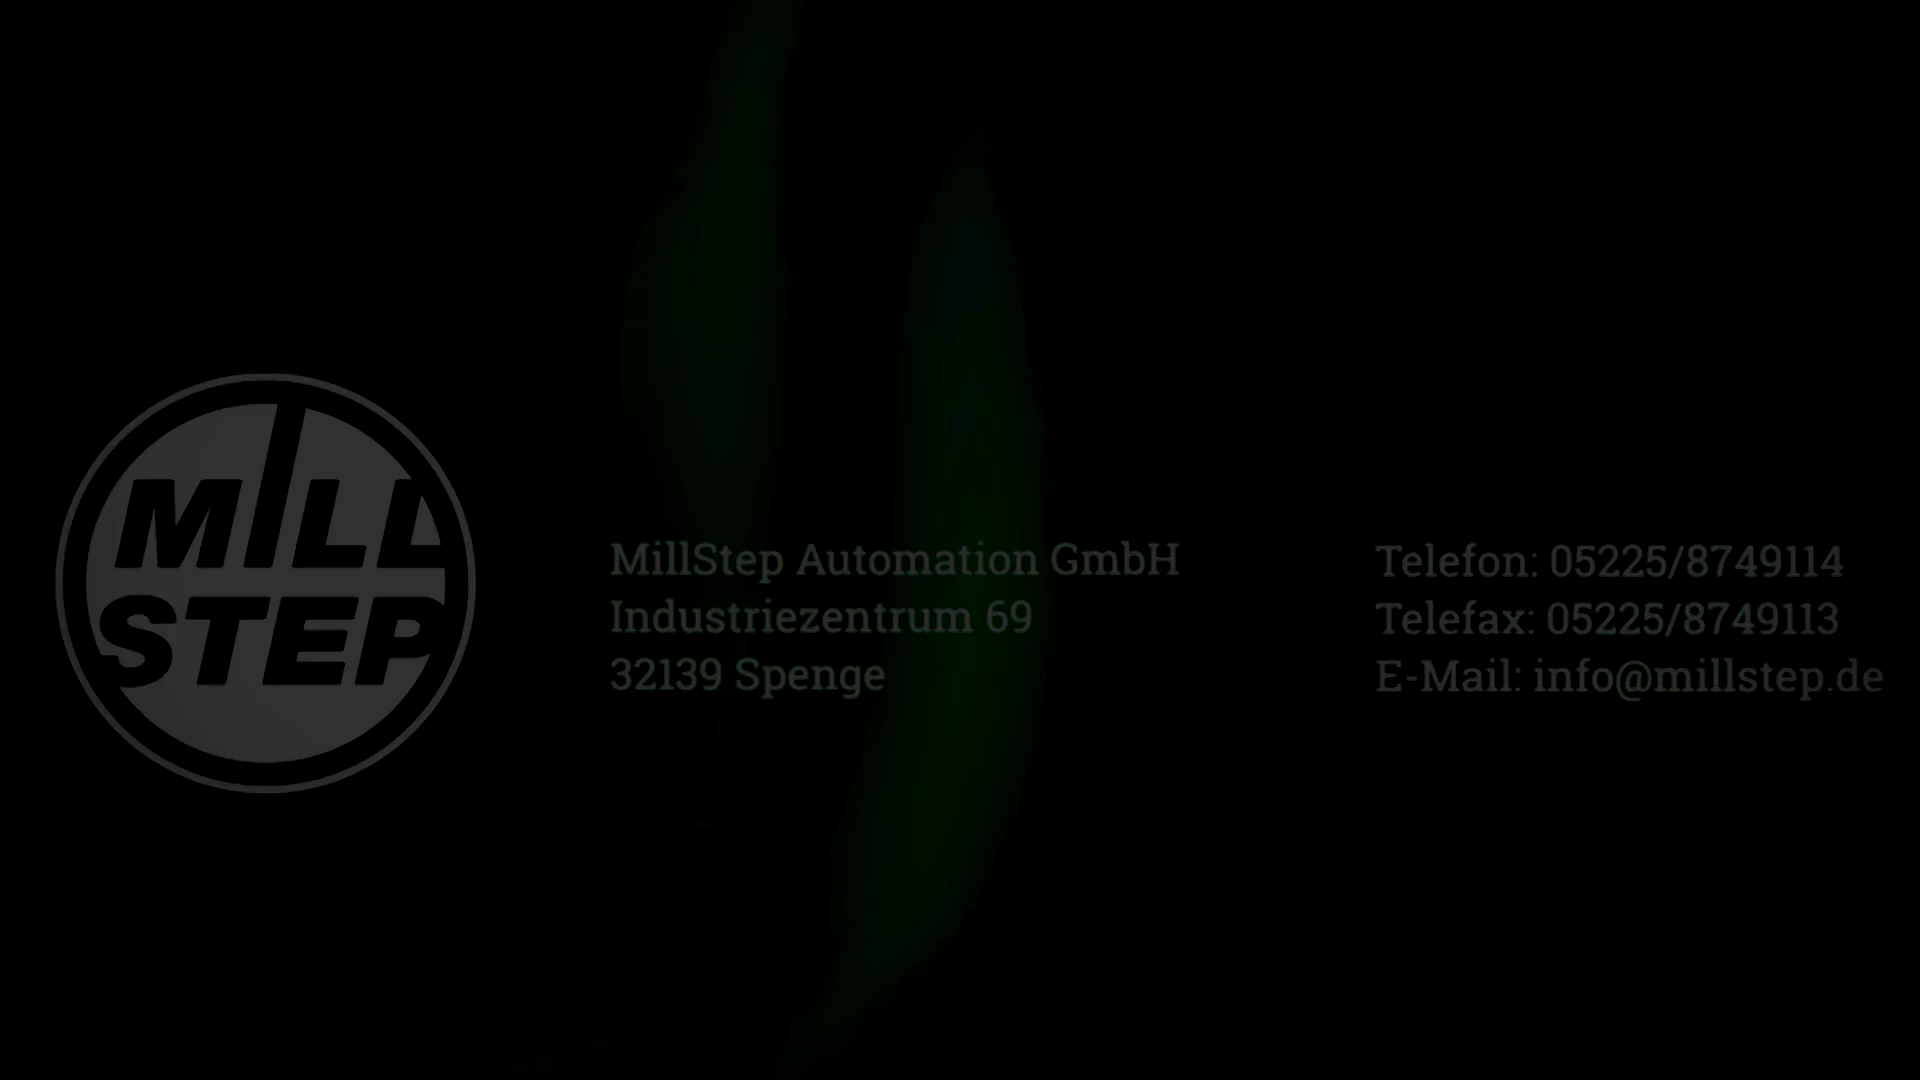 MILL
STEP
MillStep Automation GmbH
Industriezentrum 69
32139 Spenge
Telefon: 05225/8749114
Telefax: 05225/8749113
E-Mail: info@millstep.de